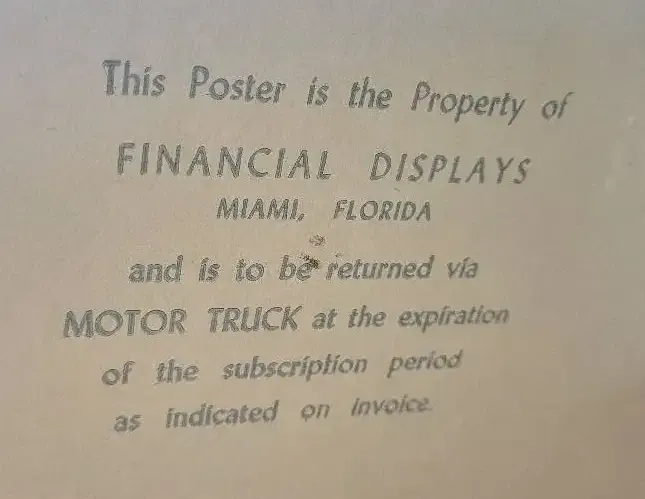 This Poster is the Property of
FINANCIAL DISPLAYS
MIAMI, FLORIDA
and is to be returned via
MOTOR TRUCK at the expiration
of the subscription period
as indicated on invoice.